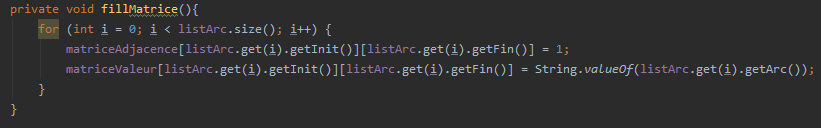 private void fillMatrice(){
    for (int i = 0; i < listArc.size(); i++) {
        matriceAdjacence[listArc.get(i).getInit()][listArc.get(i).getFin()] = 1;
        matriceValeur[listArc.get(i).getInit()][listArc.get(i).getFin()] = String.valueOf(listArc.get(i).getArc());
    }
}